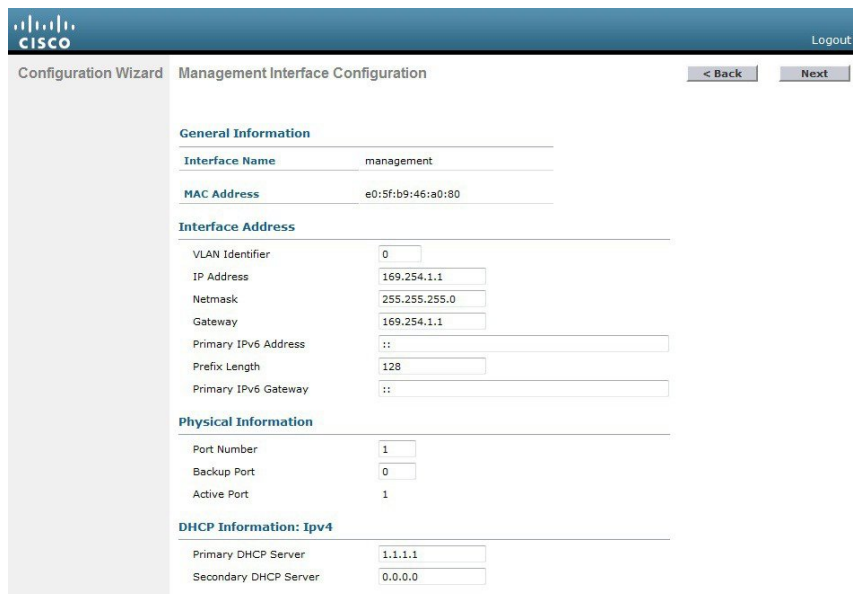 CISCO
Logout
Configuration Wizard
Management Interface Configuration
< Back
Next
General Information
Interface Name management
MAC Address e0:5f:b9:46:a0:80
Interface Address
VLAN Identifier 0
IP Address 169.254.1.1
Netmask 255.255.255.0
Gateway 169.254.1.1
Primary IPv6 Address ::
Prefix Length 128
Primary IPv6 Gateway ::
Physical Information
Port Number 1
Backup Port 0
Active Port 1
DHCP Information: Ipv4
Primary DHCP Server 1.1.1.1
Secondary DHCP Server 0.0.0.0